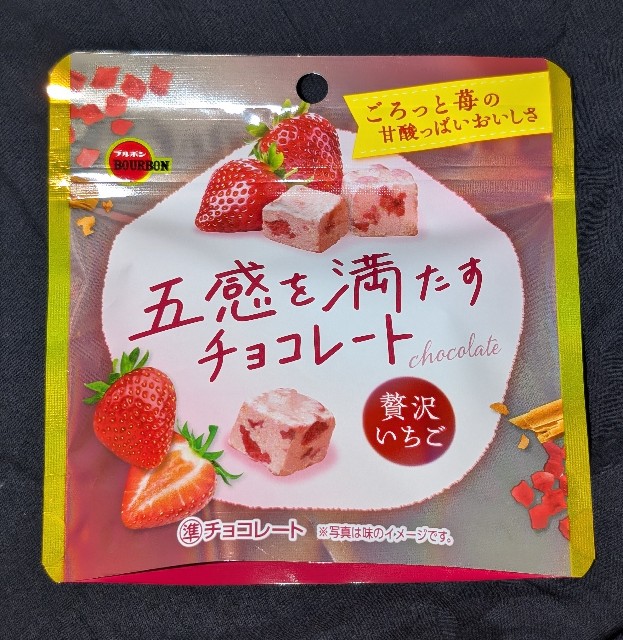 ごろっと苺の
甘酸っぱいおいしさ
ブルボン
BOURBON
五感を満たす
チョコレート
chocolate
贅沢
いちご
準チョコレート
※写真は味のイメージです。